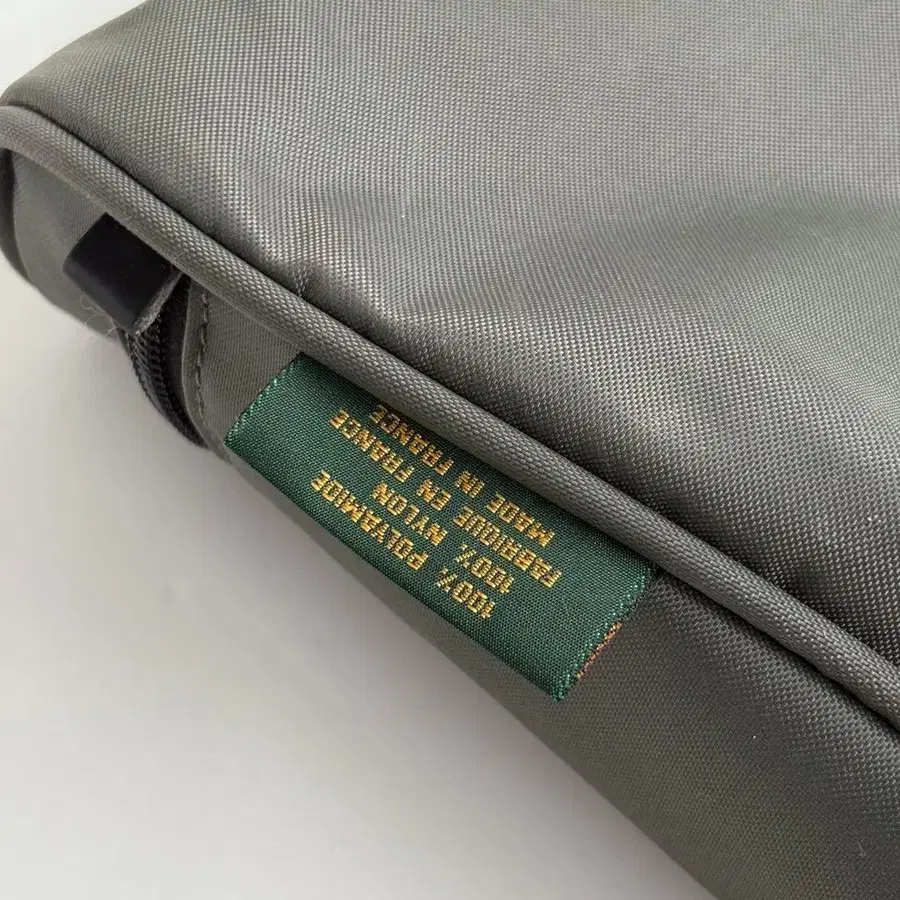 100% POLYAMIDE
100% NYLON
FABRIQUE EN FRANCE
MADE IN FRANCE